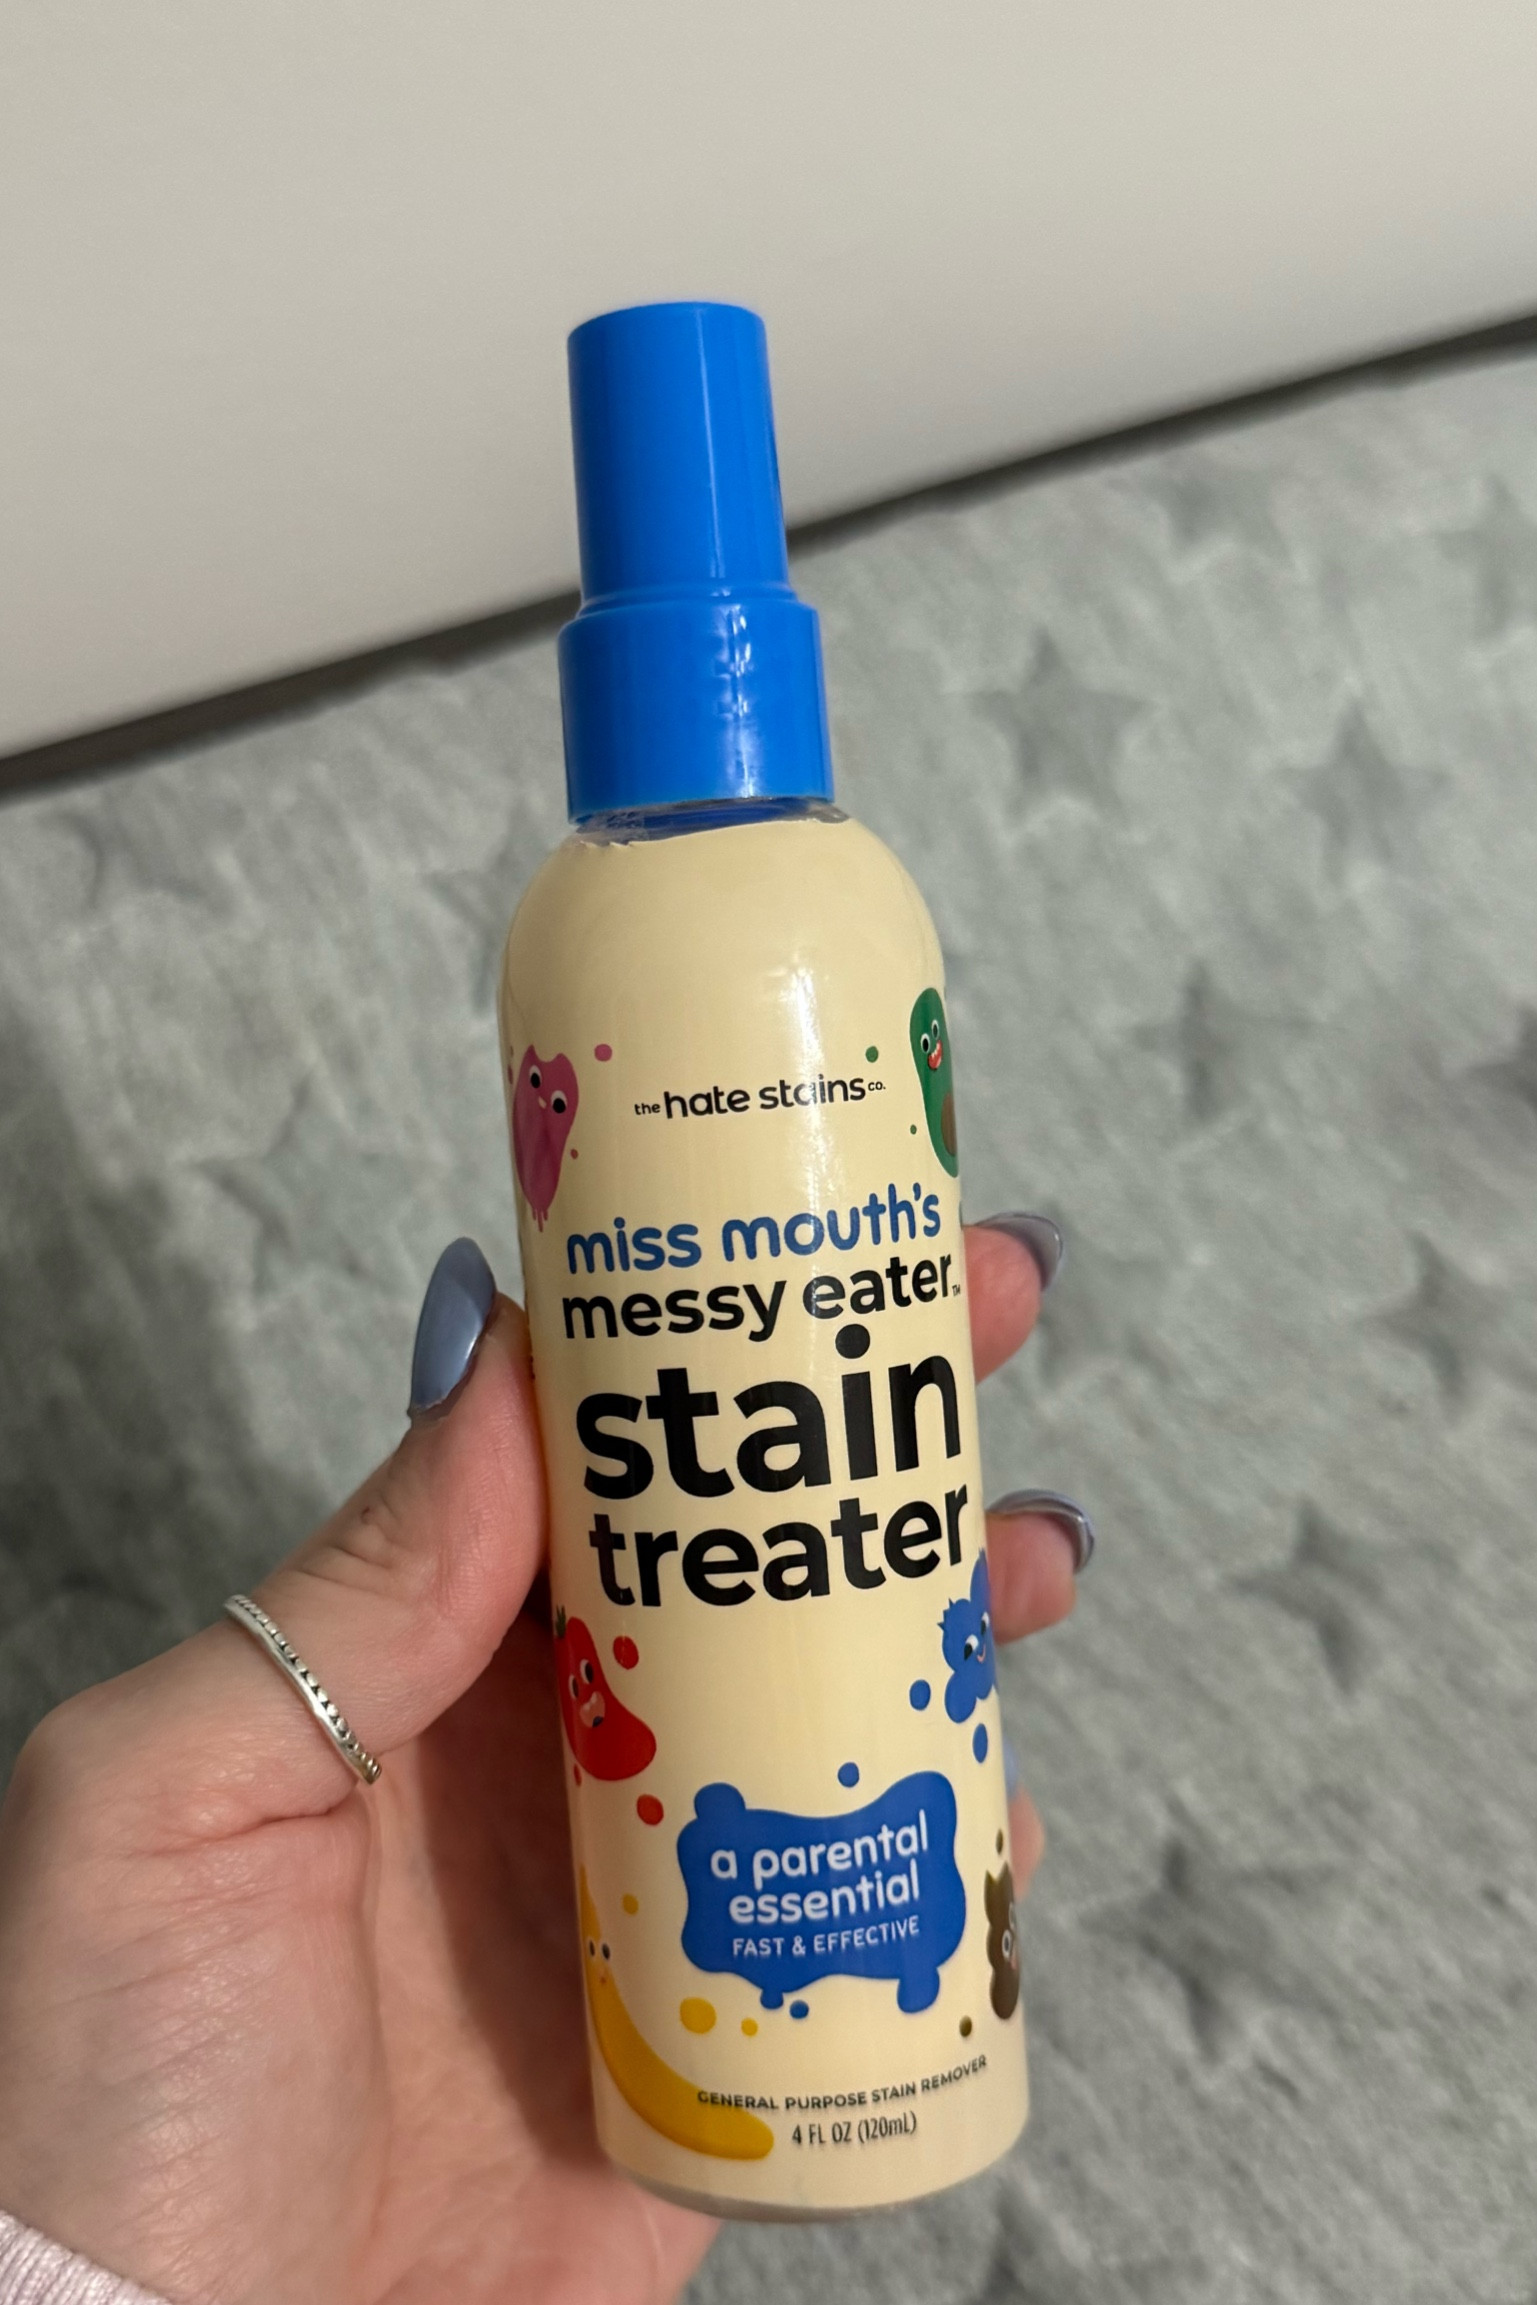 the hate stains co.
miss mouth's
messy eater™
stain
treater
a parental
essential
FAST & EFFECTIVE
GENERAL PURPOSE STAIN REMOVER
4 FL OZ (120mL)